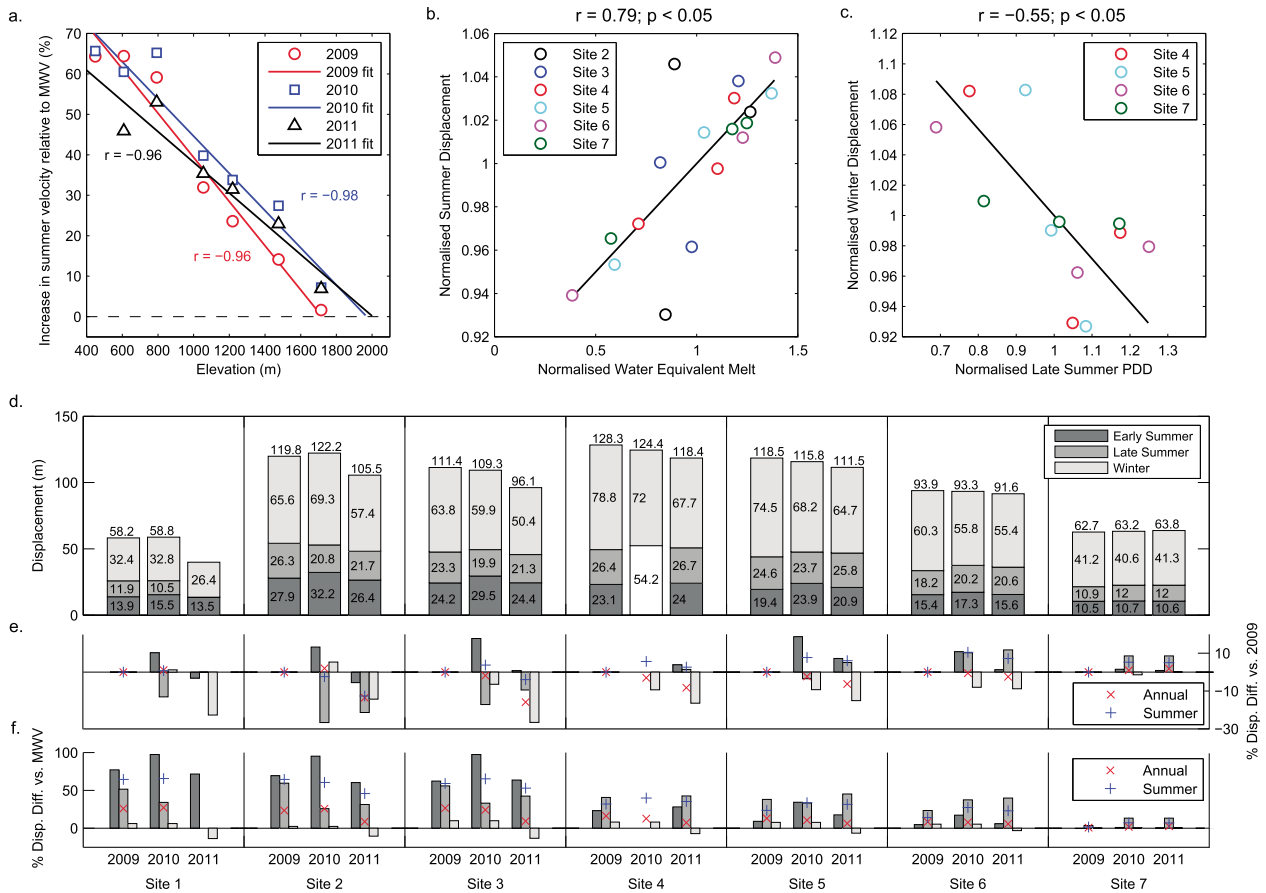 a.
Increase in summer velocity relative to MWV (%)
70
60
50
40
30
20
10
0
400 600 800 1000 1200 1400 1600 1800 2000
Elevation (m)
2009
2009 fit
2010
2010 fit
2011
2011 fit
r = −0.96
r = −0.98
r = −0.96
b.
r = 0.79; p < 0.05
Normalised Summer Displacement
1.06
1.04
1.02
1
0.98
0.96
0.94
0.92
0 0.5 1 1.5
Normalised Water Equivalent Melt
Site 2
Site 3
Site 4
Site 5
Site 6
Site 7
c.
r = −0.55; p < 0.05
Normalised Winter Displacement
1.12
1.1
1.08
1.06
1.04
1.02
1
0.98
0.96
0.94
0.92
0.7 0.8 0.9 1 1.1 1.2 1.3
Normalised Late Summer PDD
Site 4
Site 5
Site 6
Site 7
d.
Displacement (m)
150
100
50
0
Early Summer
Late Summer
Winter
58.2 58.8
32.4 32.8 26.4
11.9 10.5
13.9 15.5 13.5
119.8 122.2 105.5
65.6 69.3 57.4
26.3 20.8 21.7
27.9 32.2 26.4
111.4 109.3 96.1
63.8 59.9 50.4
23.3 19.9 21.3
24.2 29.5 24.4
128.3 124.4 118.4
78.8 72 67.7
26.4 54.2 26.7
23.1 24
118.5 115.8 111.5
74.5 68.2 64.7
24.6 23.7 25.8
19.4 23.9 20.9
93.9 93.3 91.6
60.3 55.8 55.4
18.2 20.2 20.6
15.4 17.3 15.6
62.7 63.2 63.8
41.2 40.6 41.3
10.9 12 12
10.5 10.7 10.6
e.
% Disp. Diff. vs. 2009
10
−10
−30
Annual
Summer
f.
% Disp. Diff. vs. MWV
100
50
0
Annual
Summer
2009 2010 2011 2009 2010 2011 2009 2010 2011 2009 2010 2011 2009 2010 2011 2009 2010 2011 2009 2010 2011
Site 1 Site 2 Site 3 Site 4 Site 5 Site 6 Site 7